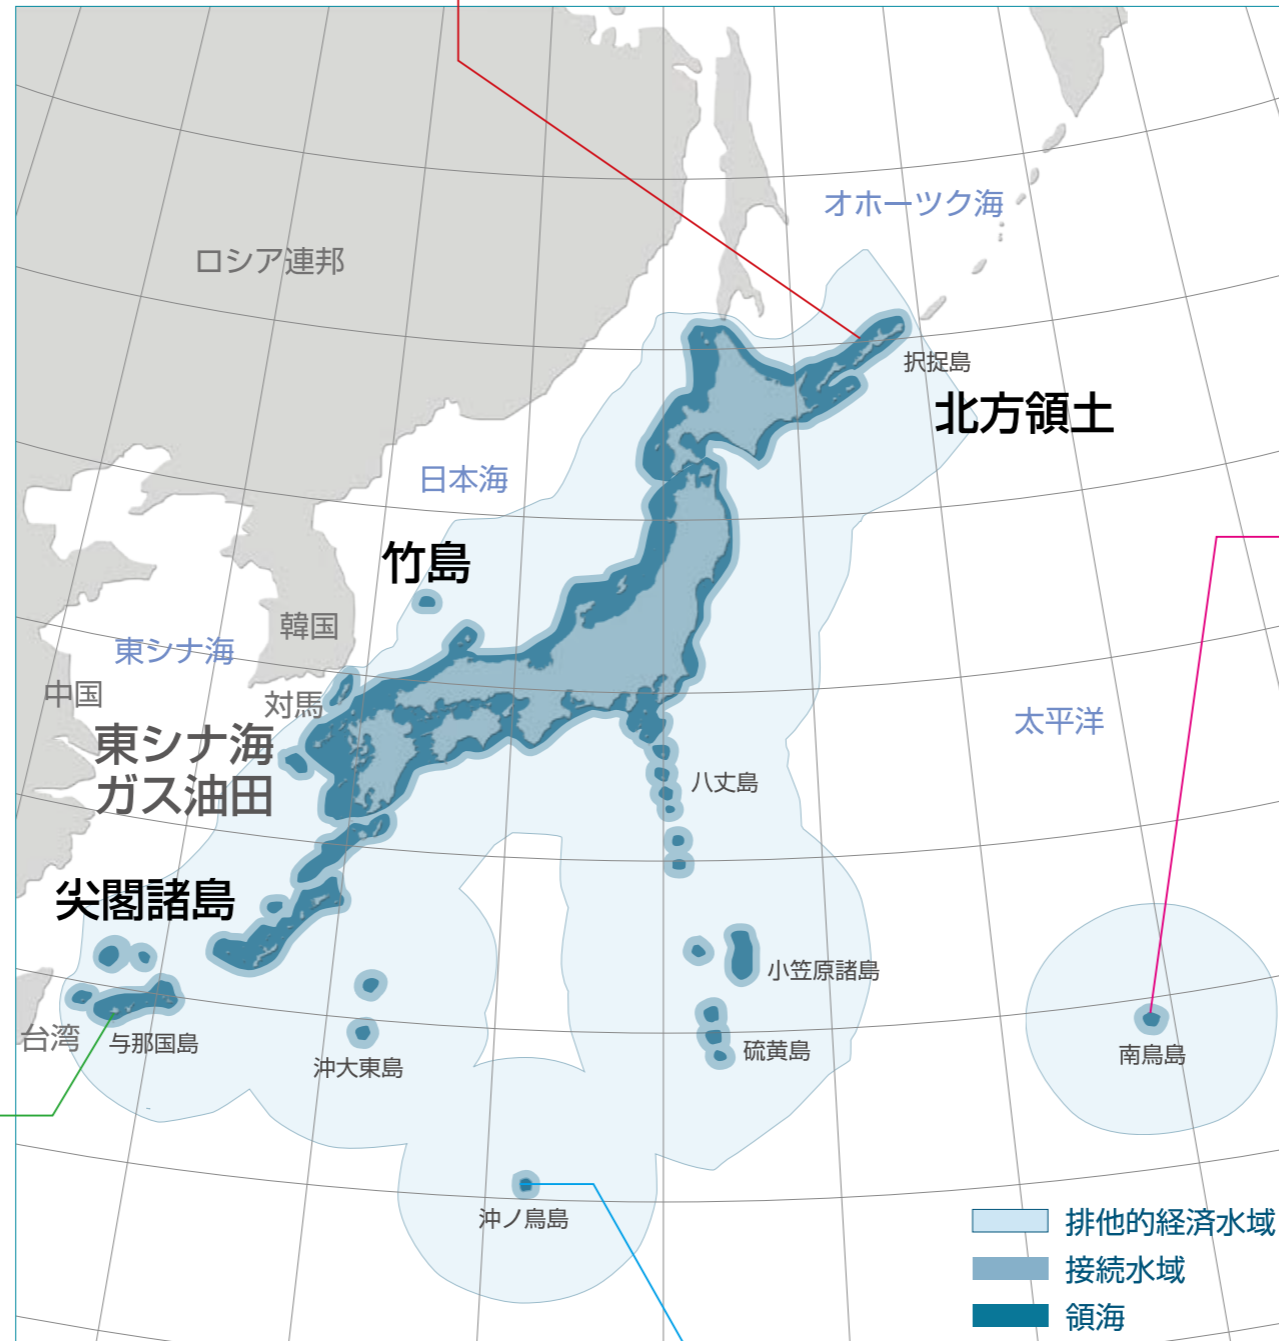 オホーツク海
ロシア連邦
択捉島
北方領土
日本海
竹島
韓国
東シナ海
中国
対馬
太平洋
東シナ海
ガス油田
八丈島
尖閣諸島
小笠原諸島
台湾
与那国島
沖大東島
硫黄島
南鳥島
沖ノ鳥島
排他的経済水域
接続水域
領海